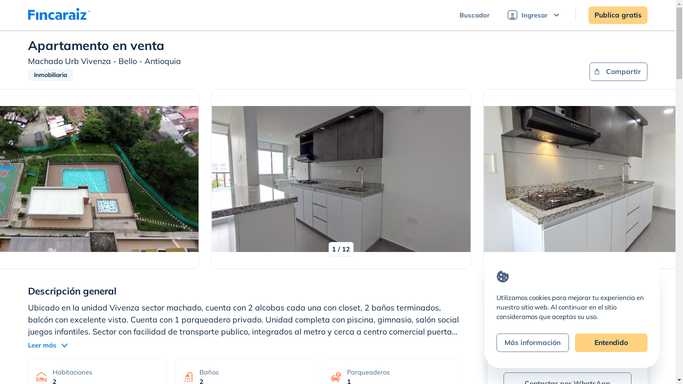 Fincaraiz
Buscador
Ingresar
Publica gratis
Apartamento en venta
Machado Urb Vivenza - Bello - Antioquia
Inmobiliaria
Compartir
1 / 12
Descripción general
Ubicado en la unidad Vivenza sector machado, cuenta con 2 alcobas cada una con closet, 2 baños terminados,
balcón con excelente vista. Cuenta con 1 parqueadero privado. Unidad completa con piscina, gimnasio, salón social
juegos infantiles. Sector con facilidad de transporte publico, integrados al metro y cerca a centro comercial puerta...
Leer más
Habitaciones
2
Baños
2
Parqueaderos
1
Utilizamos cookies para mejorar tu experiencia en
nuestro sitio web. Al continuar en el sitio
consideramos que aceptas su uso.
Más información
Entendido
Contactar por WhatsApp